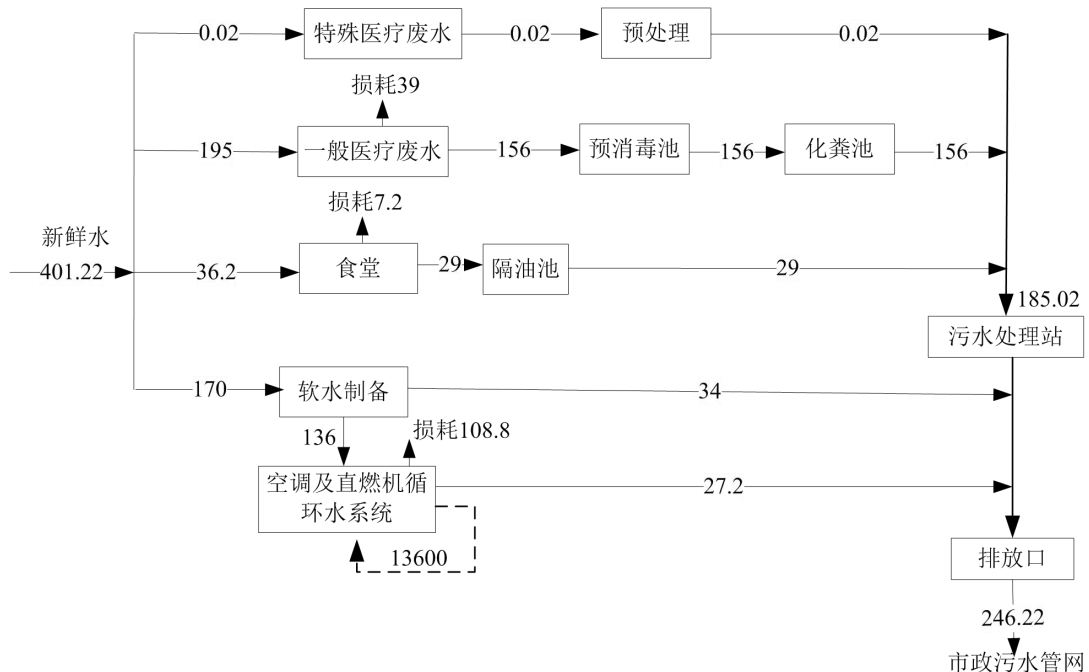 0.02
特殊医疗废水
0.02
预处理
0.02
损耗39
195
一般医疗废水
156
预消毒池
156
化粪池
156
损耗7.2
新鲜水
401.22
36.2
食堂
29
隔油池
29
185.02
污水处理站
170
软水制备
34
136
损耗108.8
空调及直燃机循
环水系统
27.2
13600
排放口
246.22
市政污水管网